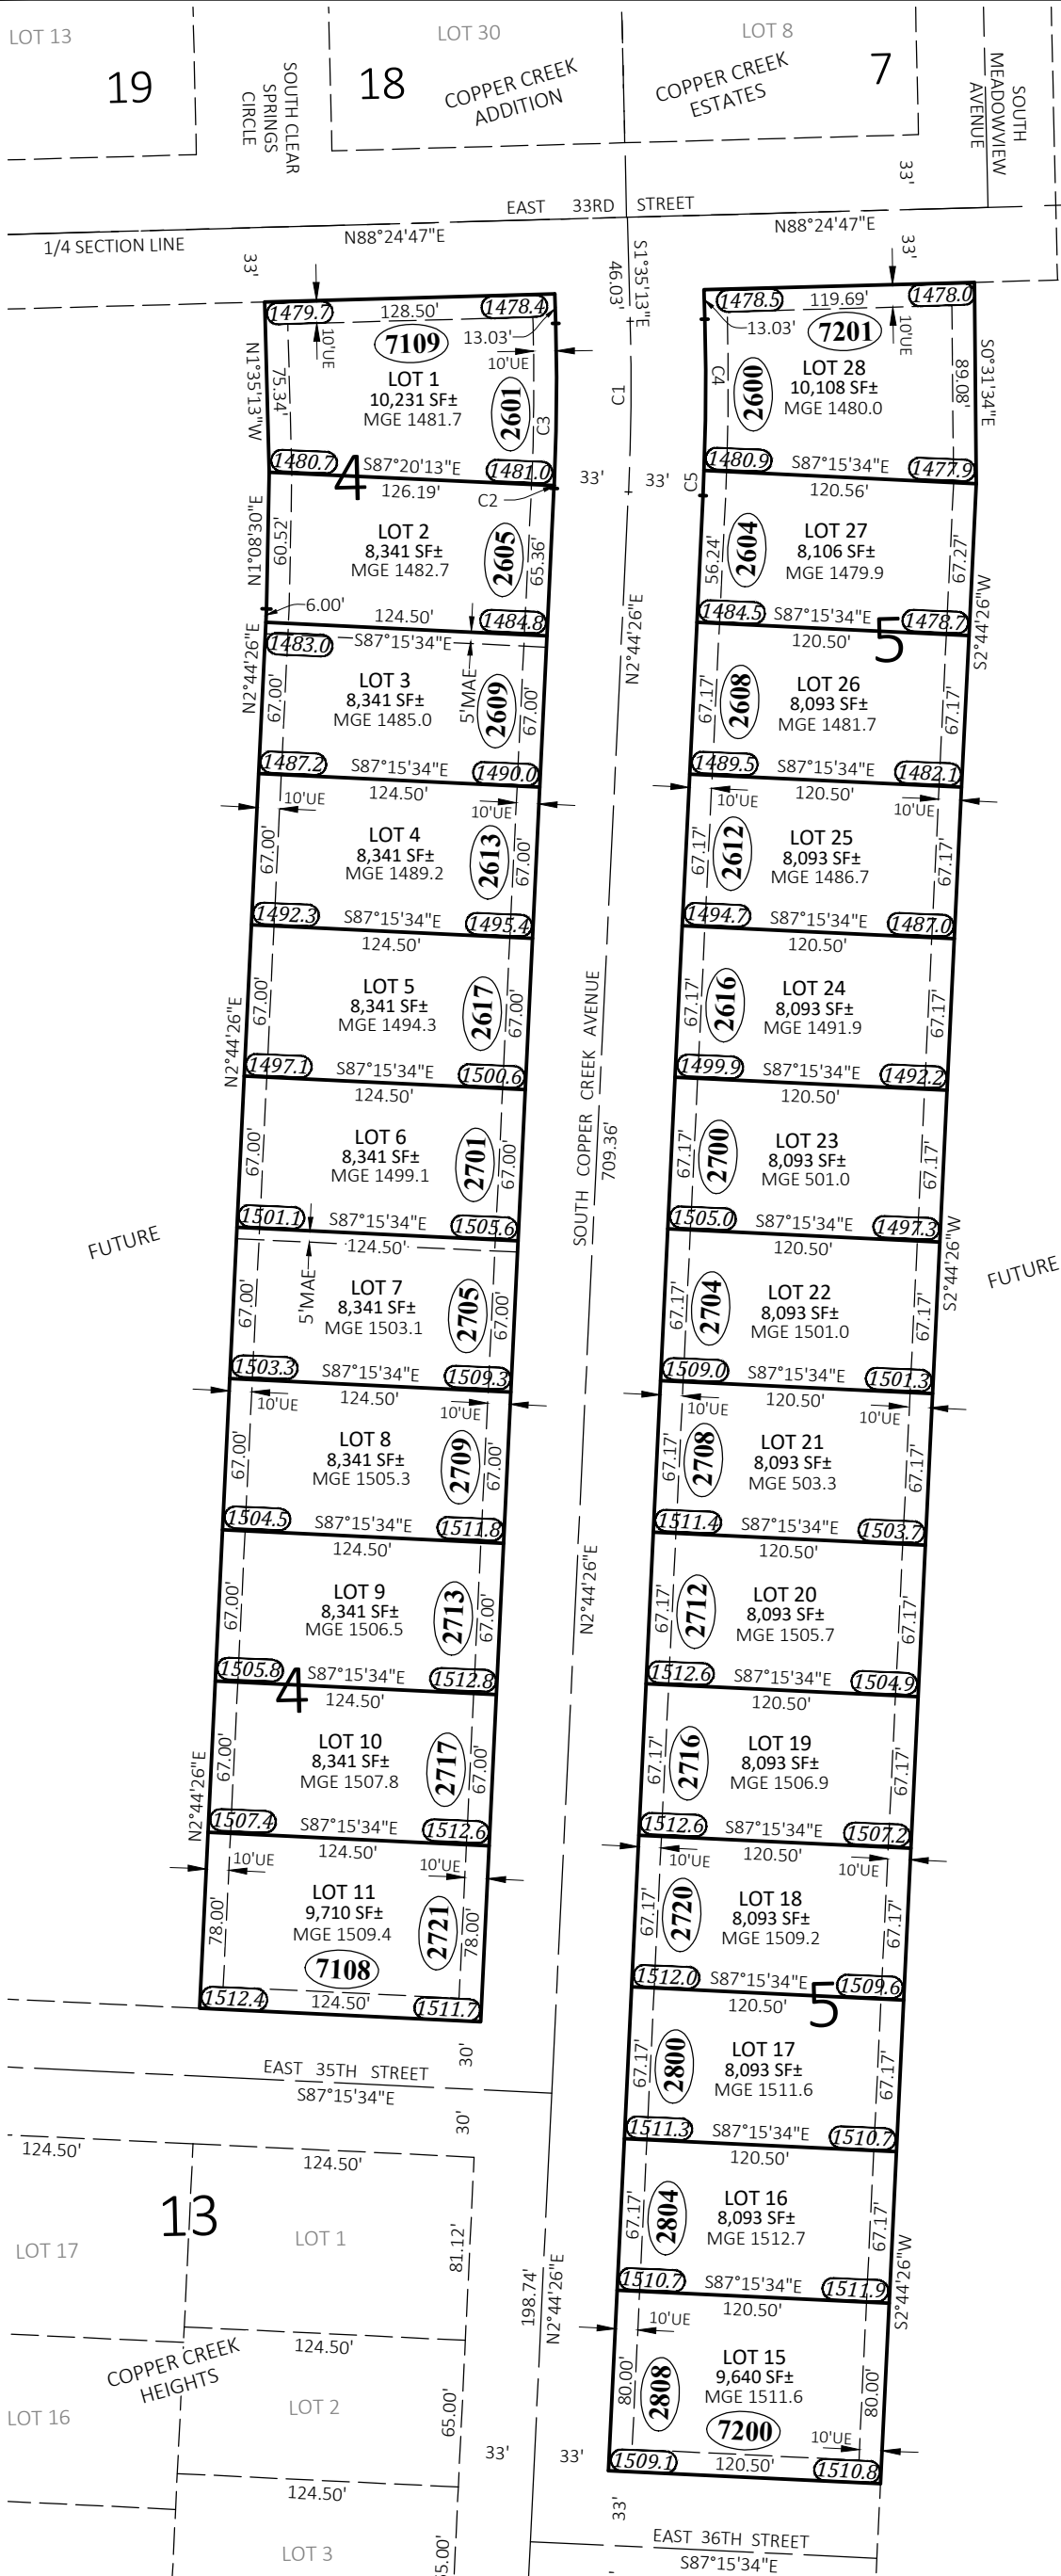 LOT 13
19
SOUTH CLEAR
SPRINGS
CIRCLE
LOT 30
18
COPPER CREEK
ADDITION
LOT 8
7
COPPER CREEK
ESTATES
SOUTH
MEADOWVIEW
AVENUE
33'
EAST 33RD STREET
1/4 SECTION LINE
N88°24'47"E
N88°24'47"E
33'
33'
S1°35'13"E
46.03'
1479.7
128.50'
1478.4
10'UE
7109
13.03'
10'UE
N1°35'13"W
75.34'
LOT 1
10,231 SF±
MGE 1481.7
2601
C3
C1
1480.7
S87°20'13"E
1481.0
4
126.19'
C2
33'
33'
1478.5
119.69'
1478.0
13.03'
7201
10'UE
C4
2600
LOT 28
10,108 SF±
MGE 1480.0
89.08'
S0°31'34"E
1480.9
S87°15'34"E
1477.9
C5
120.56'
N1°08'30"E
60.52'
LOT 2
8,341 SF±
MGE 1482.7
2605
65.36'
6.00'
124.50'
1484.8
56.24'
2604
LOT 27
8,106 SF±
MGE 1479.9
67.27'
S2°44'26"W
1484.5
S87°15'34"E
1478.7
120.50'
5
N2°44'26"E
1483.0
S87°15'34"E
67.00'
LOT 3
8,341 SF±
MGE 1485.0
5'MAE
2609
67.00'
N2°44'26"E
1487.2
S87°15'34"E
1490.0
124.50'
67.17'
2608
LOT 26
8,093 SF±
MGE 1481.7
67.17'
1489.5
S87°15'34"E
1482.1
120.50'
10'UE
10'UE
67.00'
LOT 4
8,341 SF±
MGE 1489.2
2613
67.00'
1492.3
S87°15'34"E
1495.4
124.50'
10'UE
10'UE
67.17'
2612
LOT 25
8,093 SF±
MGE 1486.7
67.17'
1494.7
S87°15'34"E
1487.0
120.50'
N2°44'26"E
67.00'
LOT 5
8,341 SF±
MGE 1494.3
2617
67.00'
1497.1
S87°15'34"E
1500.6
124.50'
SOUTH COPPER CREEK AVENUE
709.36'
67.17'
2616
LOT 24
8,093 SF±
MGE 1491.9
67.17'
1499.9
S87°15'34"E
1492.2
120.50'
67.00'
LOT 6
8,341 SF±
MGE 1499.1
2701
67.00'
1501.1
S87°15'34"E
1505.6
124.50'
FUTURE
67.17'
2700
LOT 23
8,093 SF±
MGE 501.0
67.17'
1505.0
S87°15'34"E
1497.3
120.50'
S2°44'26"W
FUTURE
67.00'
5'MAE
LOT 7
8,341 SF±
MGE 1503.1
2705
67.00'
1503.3
S87°15'34"E
1509.3
124.50'
67.17'
2704
LOT 22
8,093 SF±
MGE 1501.0
67.17'
1509.0
S87°15'34"E
1501.3
120.50'
10'UE
10'UE
67.00'
LOT 8
8,341 SF±
MGE 1505.3
2709
67.00'
1504.5
S87°15'34"E
1511.8
124.50'
10'UE
10'UE
67.17'
2708
LOT 21
8,093 SF±
MGE 503.3
67.17'
1511.4
S87°15'34"E
1503.7
120.50'
67.00'
LOT 9
8,341 SF±
MGE 1506.5
2713
67.00'
1505.8
S87°15'34"E
1512.8
4
124.50'
N2°44'26"E
67.17'
2712
LOT 20
8,093 SF±
MGE 1505.7
67.17'
1512.6
S87°15'34"E
1504.9
120.50'
N2°44'26"E
67.00'
LOT 10
8,341 SF±
MGE 1507.8
2717
67.00'
1507.4
S87°15'34"E
1512.6
124.50'
67.17'
2716
LOT 19
8,093 SF±
MGE 1506.9
67.17'
1512.6
S87°15'34"E
1507.2
120.50'
10'UE
10'UE
78.00'
LOT 11
9,710 SF±
MGE 1509.4
2721
78.00'
7108
1512.4
124.50'
1511.7
10'UE
10'UE
67.17'
2720
LOT 18
8,093 SF±
MGE 1509.2
67.17'
1512.0
S87°15'34"E
1509.6
120.50'
5
30'
EAST 35TH STREET
S87°15'34"E
30'
67.17'
2800
LOT 17
8,093 SF±
MGE 1511.6
67.17'
1511.3
S87°15'34"E
1510.7
120.50'
124.50'
124.50'
13
LOT 17
LOT 1
81.12'
67.17'
2804
LOT 16
8,093 SF±
MGE 1512.7
67.17'
1510.7
S87°15'34"E
1511.9
120.50'
S2°44'26"W
198.74'
N2°44'26"E
124.50'
COPPER CREEK
HEIGHTS
LOT 16
LOT 2
65.00'
10'UE
80.00'
2808
LOT 15
9,640 SF±
MGE 1511.6
80.00'
7200
10'UE
33'
33'
1509.1
120.50'
1510.8
124.50'
33'
LOT 3
5.00'
EAST 36TH STREET
S87°15'34"E